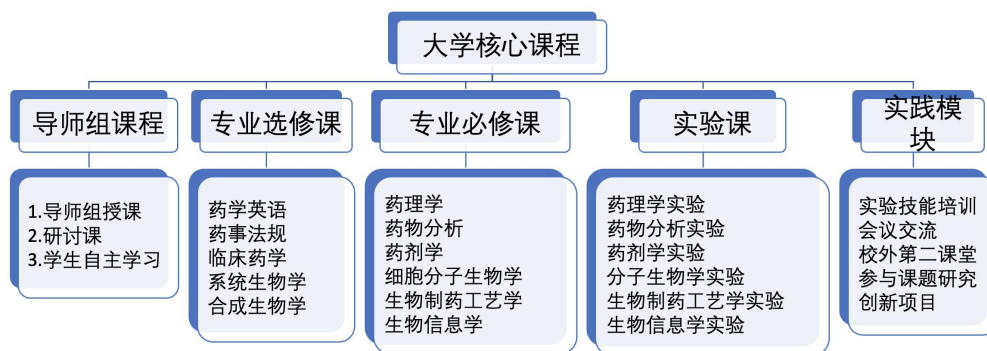 大学核心课程
导师组课程
专业选修课
专业必修课
实验课
实践模
块
1.导师组授课
2.研讨课
3.学生自主学习
药学英语
药事法规
临床药学
系统生物学
合成生物学
药理学
药物分析
药剂学
细胞分子生物学
生物制药工艺学
生物信息学
药理学实验
药物分析实验
药剂学实验
分子生物学实验
生物制药工艺学实验
生物信息学实验
实验技能培训
会议交流
校外第二课堂
参与课题研究
创新项目